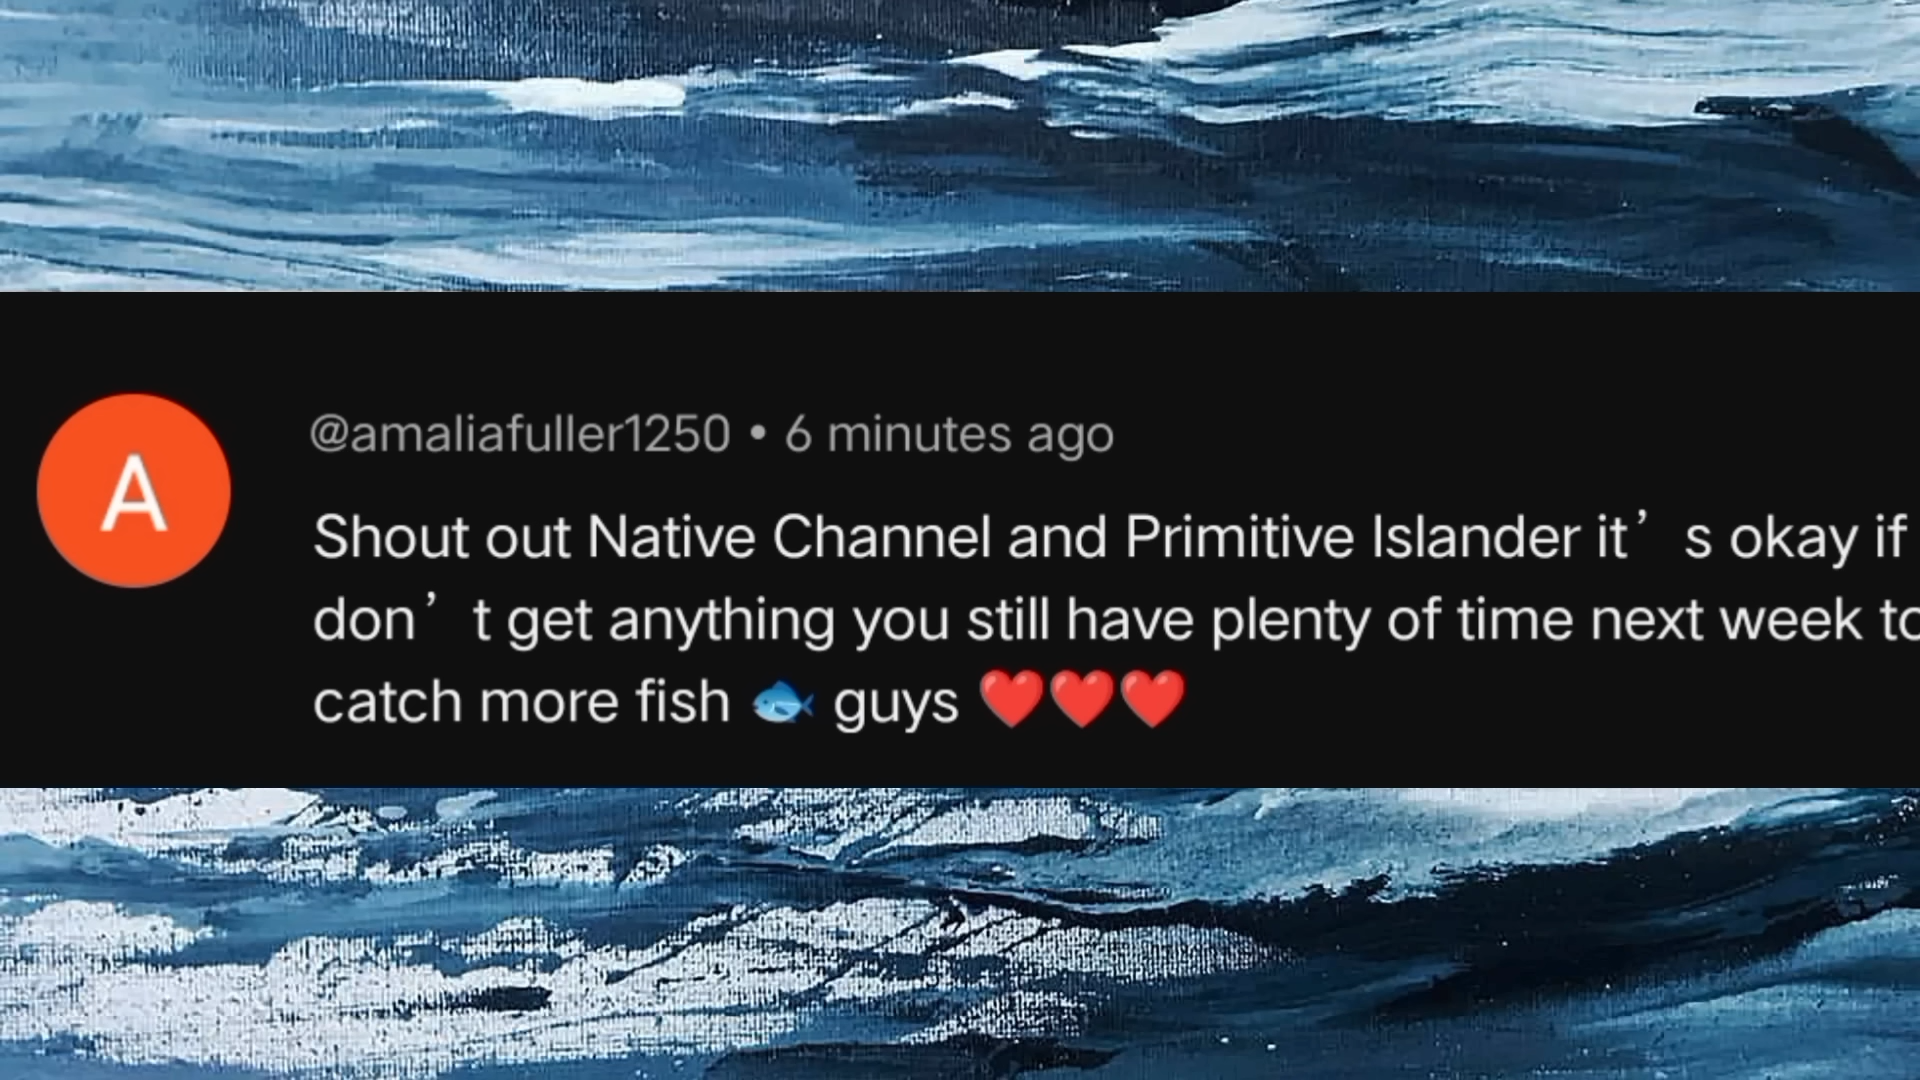 A
@amaliafuller1250 • 6 minutes ago
Shout out Native Channel and Primitive Islander it’s okay if
don’t get anything you still have plenty of time next week to
catch more fish 🐟 guys ❤️❤️❤️